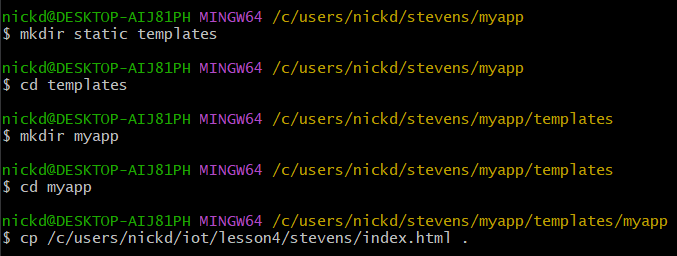 nickd@DESKTOP-AIJ81PH MINGW64 /c/users/nickd/stevens/myapp
$ mkdir static templates
nickd@DESKTOP-AIJ81PH MINGW64 /c/users/nickd/stevens/myapp
$ cd templates
nickd@DESKTOP-AIJ81PH MINGW64 /c/users/nickd/stevens/myapp/templates
$ mkdir myapp
nickd@DESKTOP-AIJ81PH MINGW64 /c/users/nickd/stevens/myapp/templates
$ cd myapp
nickd@DESKTOP-AIJ81PH MINGW64 /c/users/nickd/stevens/myapp/templates/myapp
$ cp /c/users/nickd/iot/lesson4/stevens/index.html .